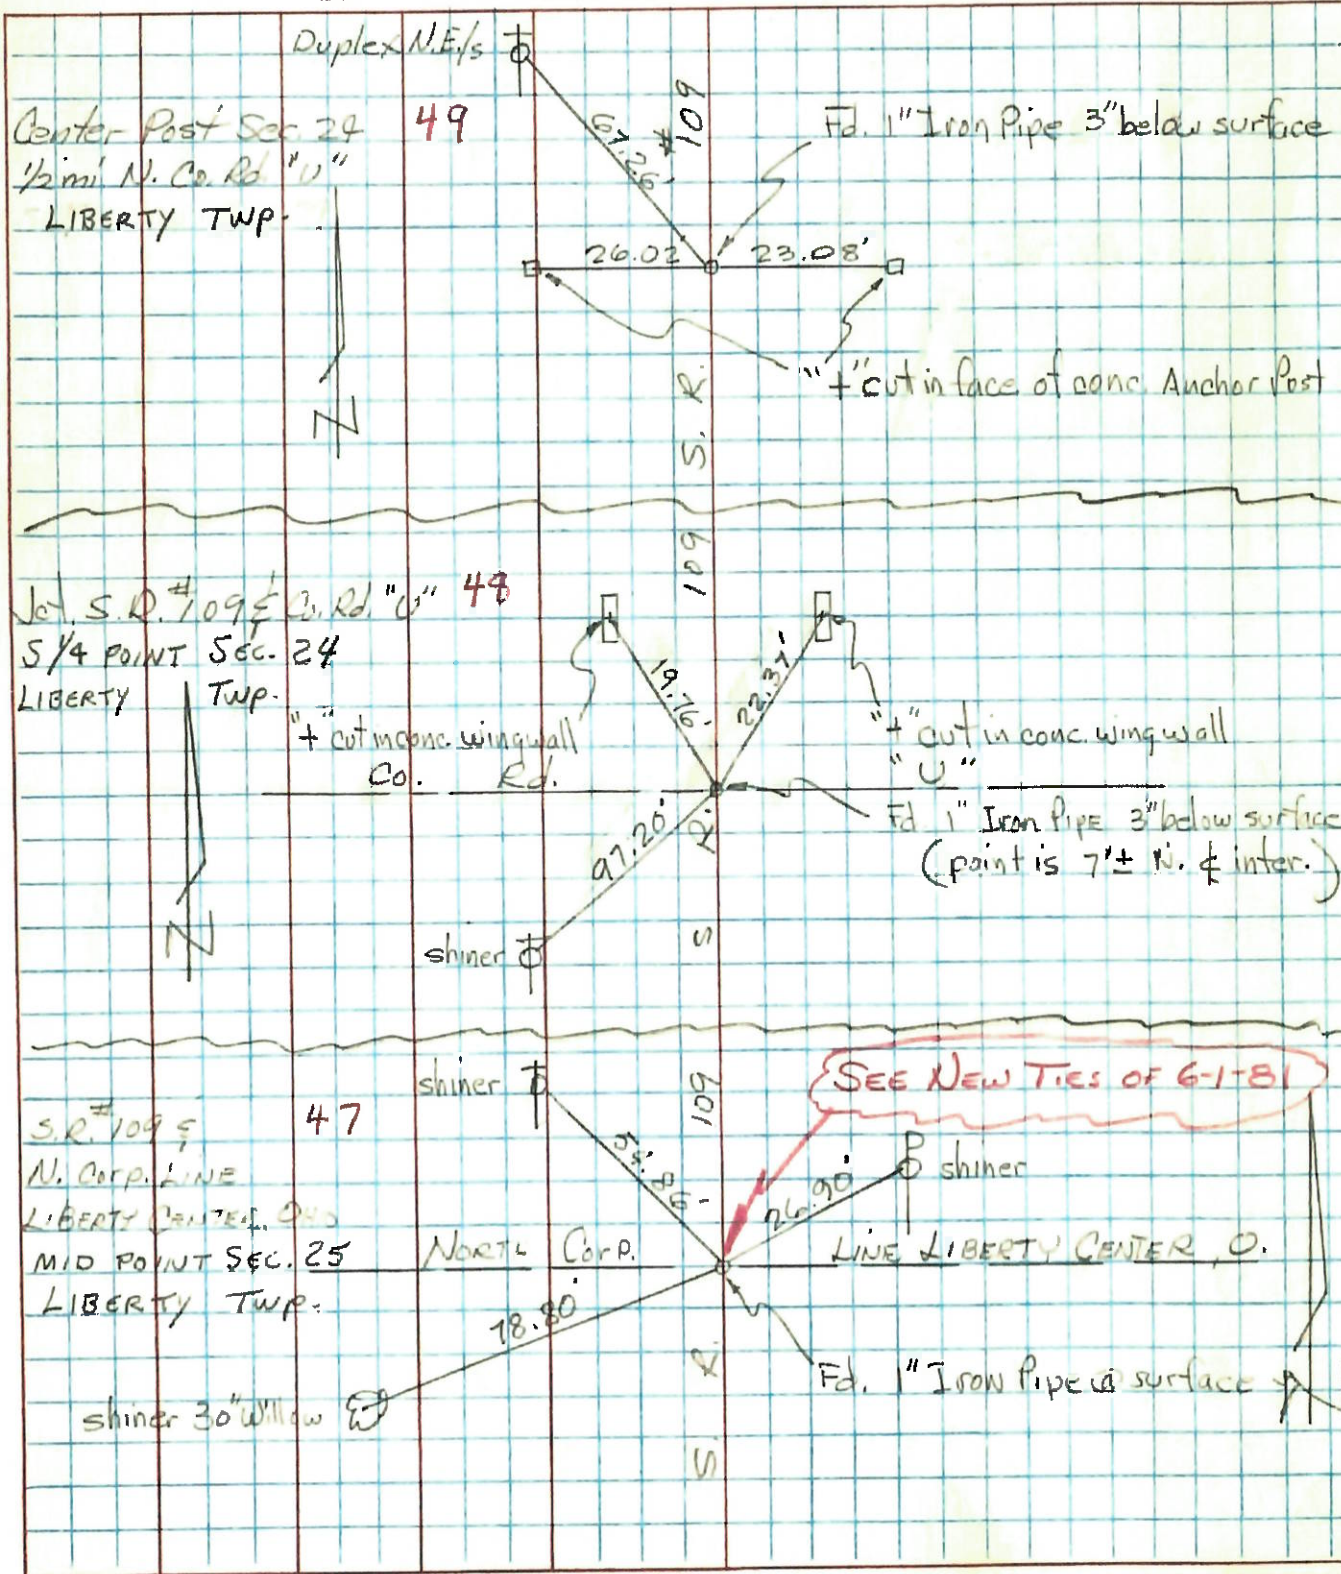 Duplex N.E/s
Center Post Sec. 24 49
1/2 mi N. Co. Rd "U"
LIBERTY TWP.
67.26'
# 109
Fd. 1" Iron Pipe 3" below surface
26.02 23.08'
"+" cut in face of conc. Anchor Post
S. R.
N
109
Jct. S.R. #109 & Co. Rd. "U" 48
S 1/4 POINT SEC. 24
LIBERTY TWP.
19.76' 22.37'
"+" cut in conc. wingwall
"+" cut in conc. wingwall
Co. Rd. "U"
Fd 1" Iron Pipe 3" below surface
(point is 7'± N. ℄ inter.)
97.20'
S R.
N
shiner
shiner
109
SEE NEW TIES OF 6-1-81
S.R. #109 & 47
N. Corp. LINE
LIBERTY CENTER, OHIO
MID POINT SEC. 25
LIBERTY TWP.
26.90'
shiner
NORTH Corp. LINE LIBERTY CENTER, O.
78.80'
Fd. 1" Iron Pipe @ surface
shiner 30" Willow
S. R.
N